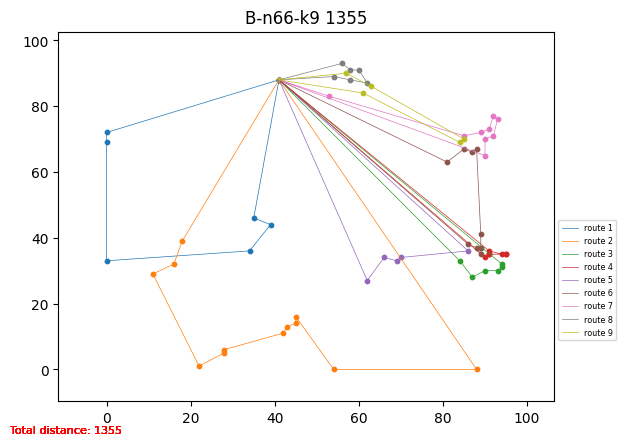 B-n66-k9 1355
100
80
60
40
20
0
0 20 40 60 80 100
route 1
route 2
route 3
route 4
route 5
route 6
route 7
route 8
route 9
Total distance: 1355